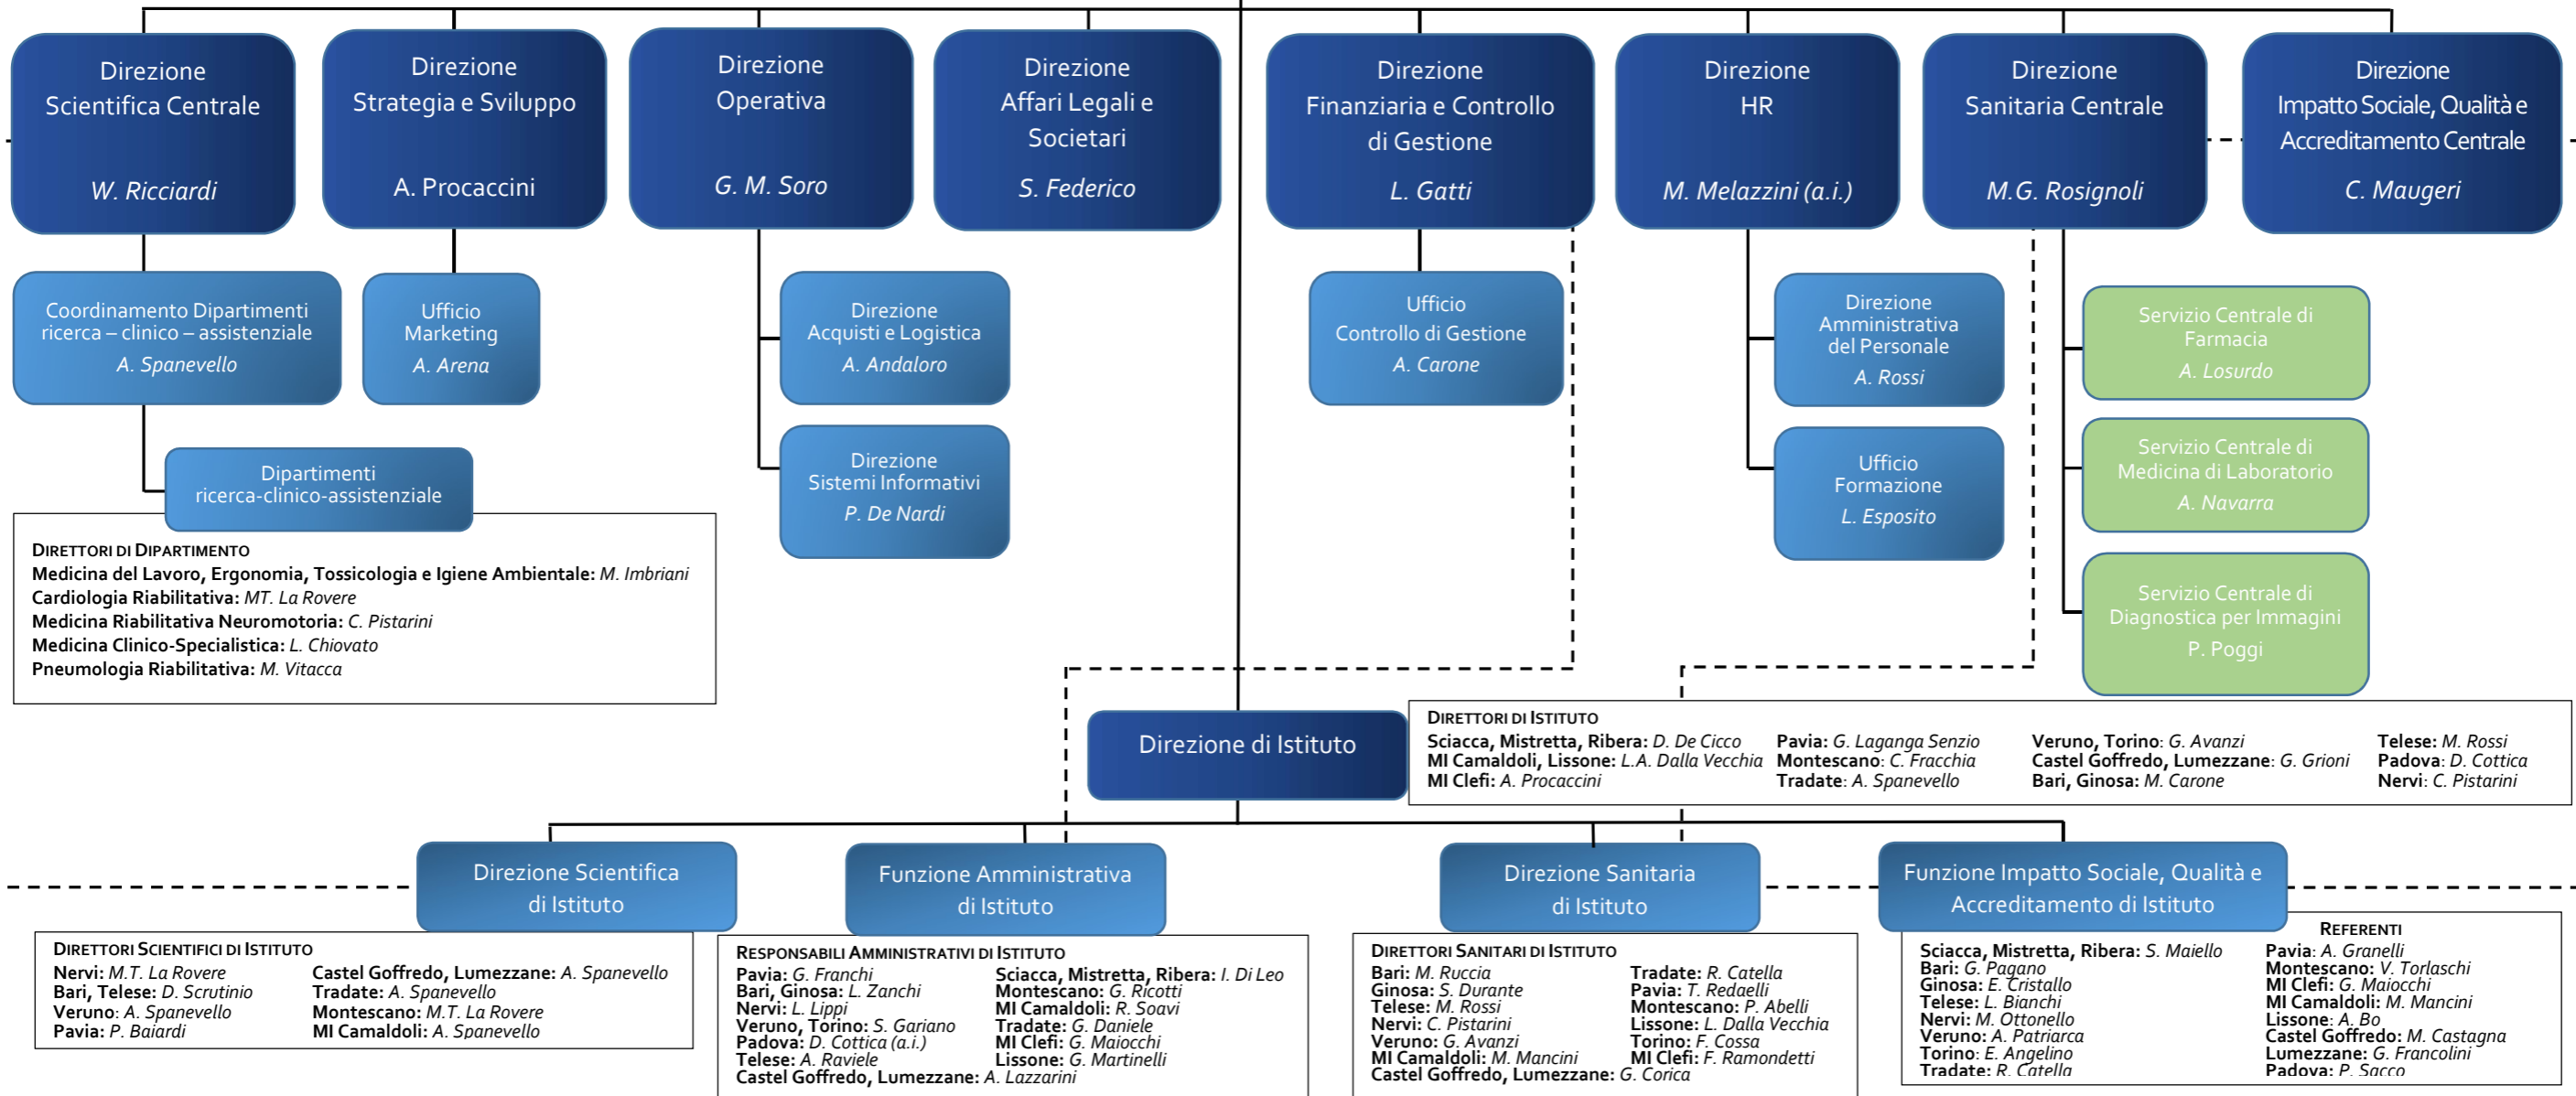 Direzione
Scientifica Centrale
W. Ricciardi
Direzione
Strategia e Sviluppo
A. Procaccini
Direzione
Operativa
G. M. Soro
Direzione
Affari Legali e
Societari
S. Federico
Direzione
Finanziaria e Controllo
di Gestione
L. Gatti
Direzione
HR
M. Melazzini (a.i.)
Direzione
Sanitaria Centrale
M.G. Rosignoli
Direzione
Impatto Sociale, Qualità e
Accreditamento Centrale
C. Maugeri
Coordinamento Dipartimenti
ricerca – clinico – assistenziale
A. Spanevello
Ufficio
Marketing
A. Arena
Direzione
Acquisti e Logistica
A. Andaloro
Ufficio
Controllo di Gestione
A. Carone
Direzione
Amministrativa
del Personale
A. Rossi
Servizio Centrale di
Farmacia
A. Losurdo
Dipartimenti
ricerca-clinico-assistenziale
Direzione
Sistemi Informativi
P. De Nardi
Ufficio
Formazione
L. Esposito
Servizio Centrale di
Medicina di Laboratorio
A. Navarra
Servizio Centrale di
Diagnostica per Immagini
P. Poggi
DIRETTORI DI DIPARTIMENTO
Medicina del Lavoro, Ergonomia, Tossicologia e Igiene Ambientale: M. Imbriani
Cardiologia Riabilitativa: MT. La Rovere
Medicina Riabilitativa Neuromotoria: C. Pistarini
Medicina Clinico-Specialistica: L. Chiovato
Pneumologia Riabilitativa: M. Vitacca
Direzione di Istituto
DIRETTORI DI ISTITUTO
Sciacca, Mistretta, Ribera: D. De Cicco Pavia: G. Laganga Senzio Veruno, Torino: G. Avanzi Telese: M. Rossi
MI Camaldoli, Lissone: L.A. Dalla Vecchia Montescano: C. Fracchia Castel Goffredo, Lumezzane: G. Grioni Padova: D. Cottica
MI Clefi: A. Procaccini Tradate: A. Spanevello Bari, Ginosa: M. Carone Nervi: C. Pistarini
Direzione Scientifica
di Istituto
DIRETTORI SCIENTIFICI DI ISTITUTO
Nervi: M.T. La Rovere Castel Goffredo, Lumezzane: A. Spanevello
Bari, Telese: D. Scrutinio Tradate: A. Spanevello
Veruno: A. Spanevello Montescano: M.T. La Rovere
Pavia: P. Baiardi MI Camaldoli: A. Spanevello
Funzione Amministrativa
di Istituto
RESPONSABILI AMMINISTRATIVI DI ISTITUTO
Pavia: G. Franchi Sciacca, Mistretta, Ribera: I. Di Leo
Bari, Ginosa: L. Zanchi Montescano: G. Ricotti
Nervi: L. Lippi MI Camaldoli: R. Soavi
Veruno, Torino: S. Gariano Tradate: G. Daniele
Padova: D. Cottica (a.i.) MI Clefi: G. Maiocchi
Telese: A. Raviele Lissone: G. Martinelli
Castel Goffredo, Lumezzane: A. Lazzarini
Direzione Sanitaria
di Istituto
DIRETTORI SANITARI DI ISTITUTO
Bari: M. Ruccia Tradate: R. Catella
Ginosa: S. Durante Pavia: T. Redaelli
Telese: M. Rossi Montescano: P. Abelli
Nervi: C. Pistarini Lissone: L. Dalla Vecchia
Veruno: G. Avanzi Torino: F. Cossa
MI Camaldoli: M. Mancini MI Clefi: F. Ramondetti
Castel Goffredo, Lumezzane: G. Corica
Funzione Impatto Sociale, Qualità e
Accreditamento di Istituto
REFERENTI
Sciacca, Mistretta, Ribera: S. Maiello Pavia: A. Granelli
Bari: G. Pagano Montescano: V. Torlaschi
Ginosa: E. Cristallo MI Clefi: G. Maiocchi
Telese: L. Bianchi MI Camaldoli: M. Mancini
Nervi: M. Ottonello Lissone: A. Bo
Veruno: A. Patriarca Castel Goffredo: M. Castagna
Torino: E. Angelino Lumezzane: G. Francolini
Tradate: R. Catella Padova: P. Sacco